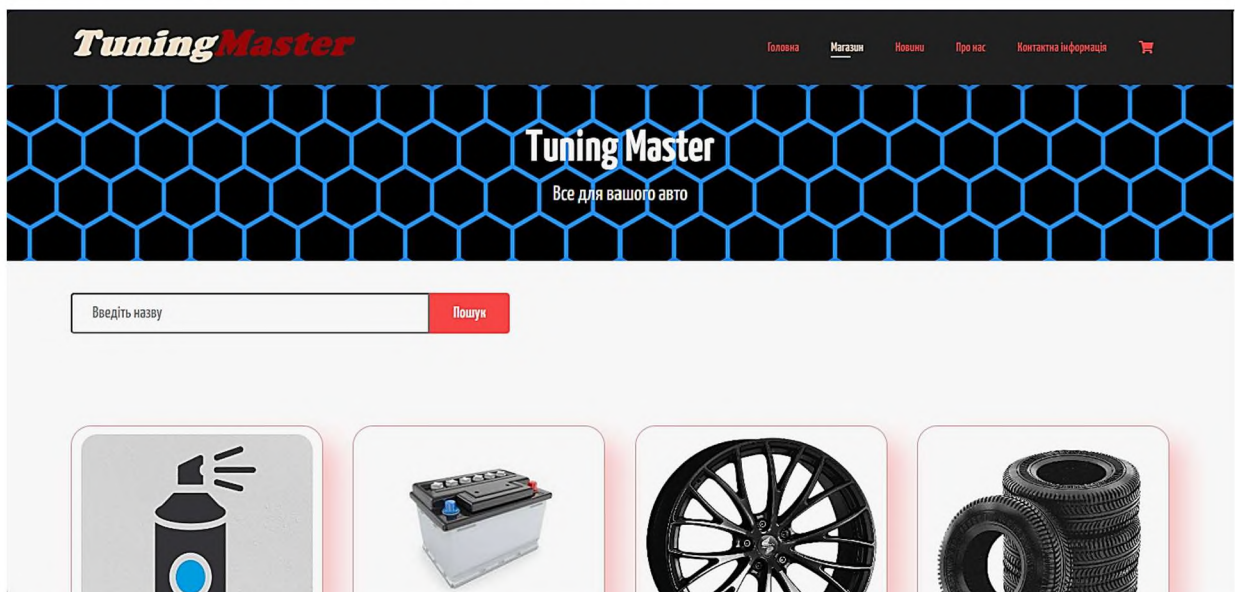 TuningMaster
Головна Магазин Новини Про нас Контактна інформація
Tuning Master
Все для вашого авто
Введіть назву Пошук